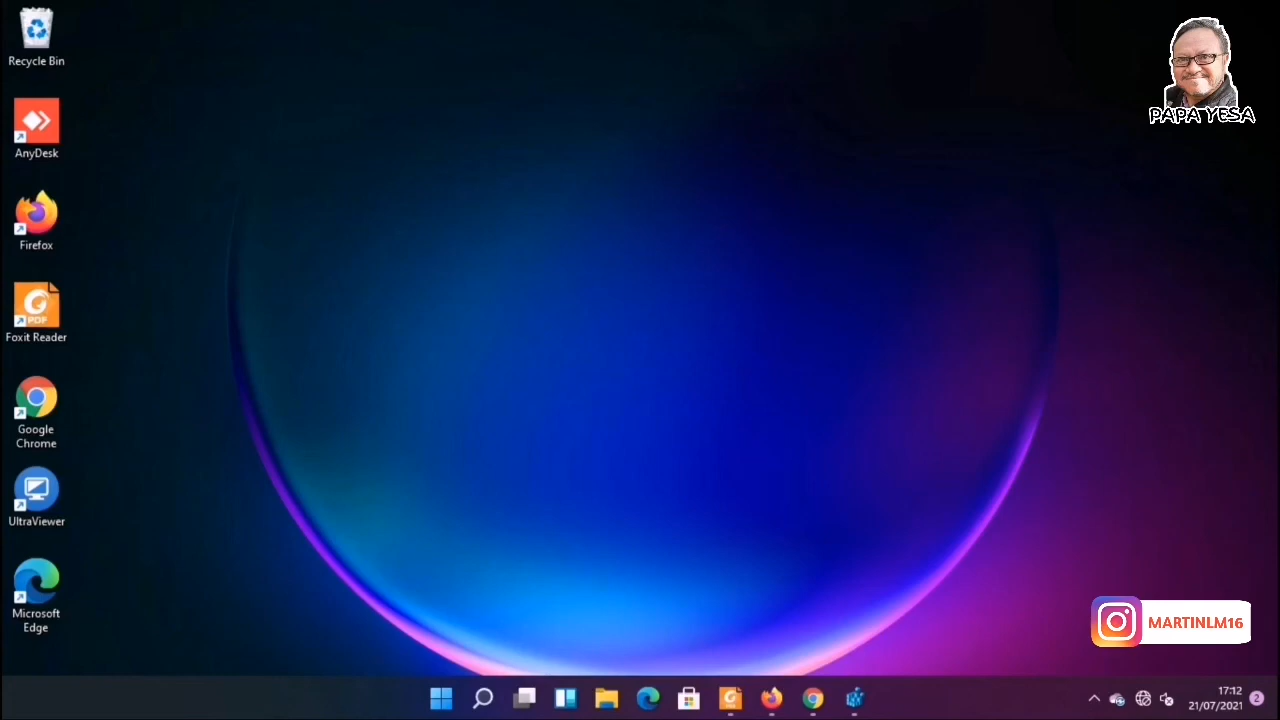 Recycle Bin
PAPA YESA
AnyDesk
Firefox
PDF
Foxit Reader
Google
Chrome
UltraViewer
Microsoft
Edge
MARTINLM16
17:12
21/07/2021
2